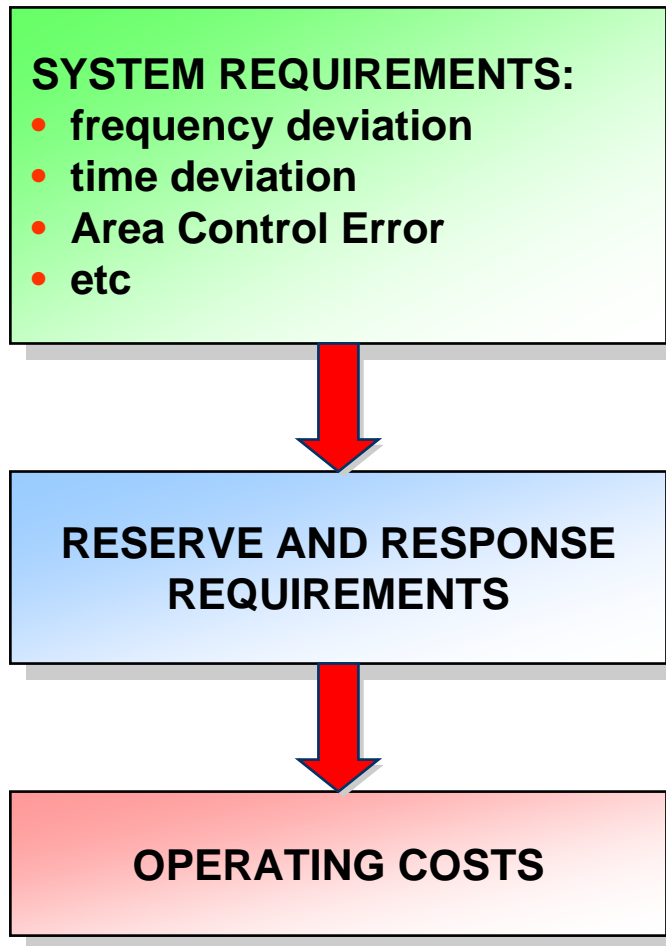 SYSTEM REQUIREMENTS:
• frequency deviation
• time deviation
• Area Control Error
• etc
RESERVE AND RESPONSE
REQUIREMENTS
OPERATING COSTS